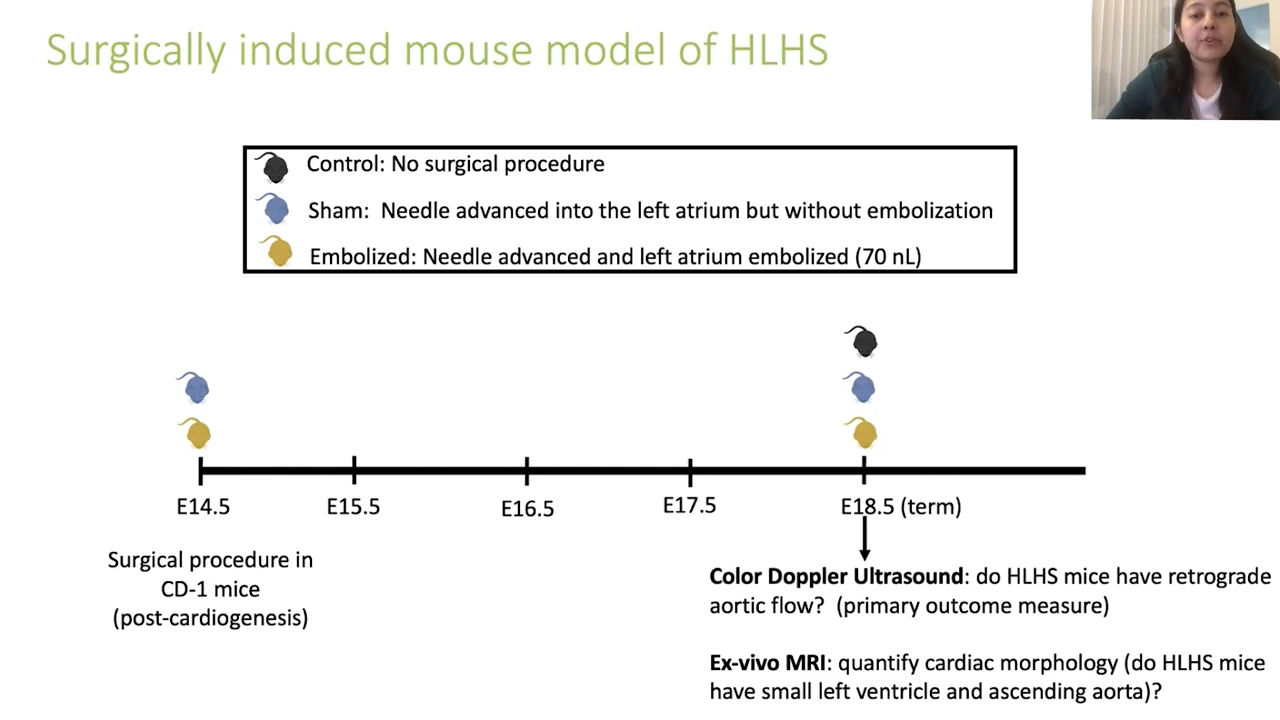 Surgically induced mouse model of HLHS
Control: No surgical procedure
Sham: Needle advanced into the left atrium but without embolization
Embolized: Needle advanced and left atrium embolized (70 nL)
E14.5
E15.5
E16.5
E17.5
E18.5 (term)
Surgical procedure in
CD-1 mice
(post-cardiogenesis)
Color Doppler Ultrasound: do HLHS mice have retrograde
aortic flow? (primary outcome measure)
Ex-vivo MRI: quantify cardiac morphology (do HLHS mice
have small left ventricle and ascending aorta)?